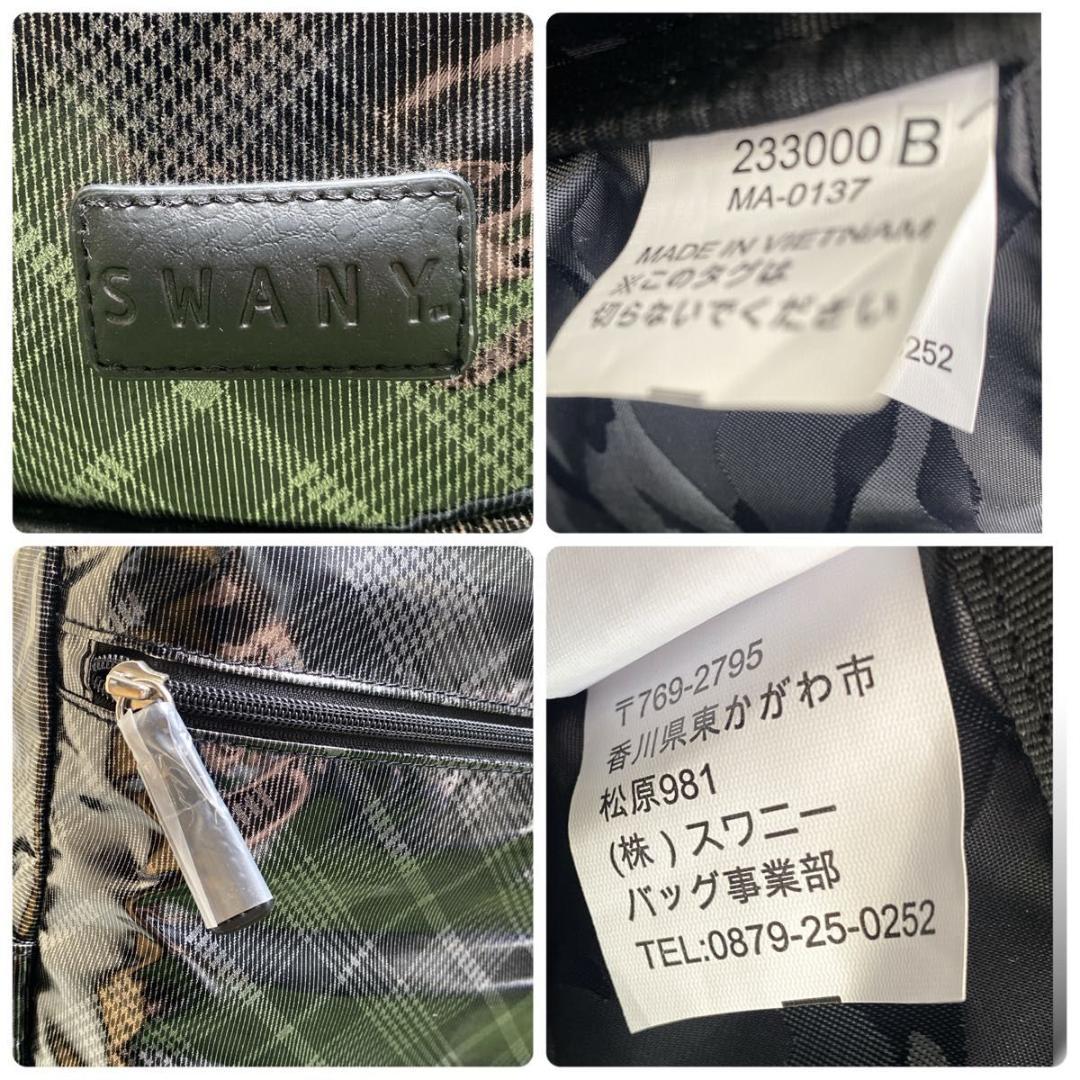 SWANY
233000 B
MA-0137
MADE IN VIETNAM
※このタグは
切らないでください
0252
〒769-2795
香川県東かがわ市
松原981
(株)スワニー
バッグ事業部
TEL:0879-25-0252